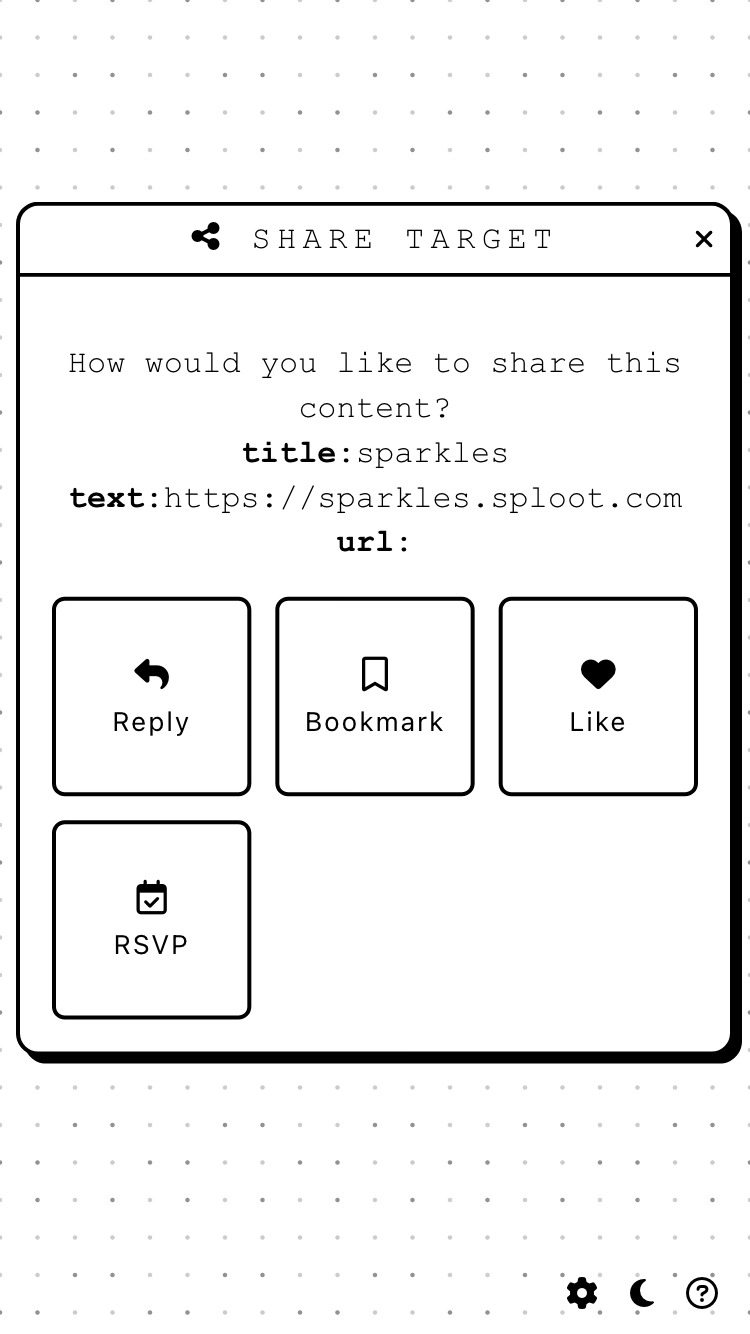 SHARE TARGET
How would you like to share this
content?
title:sparkles
text:https://sparkles.sploot.com
url:
Reply
Bookmark
Like
RSVP